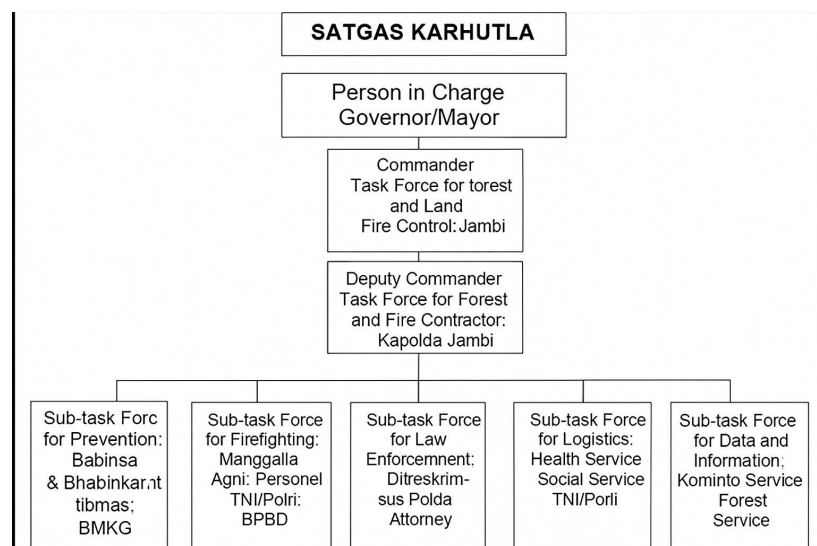 SATGAS KARHUTLA
Person in Charge
Governor/Mayor
Commander
Task Force for torest
and Land
Fire Control: Jambi
Deputy Commander
Task Force for Forest
and Fire Contractor:
Kapolda Jambi
Sub-task Forc
for Prevention:
Babinsa
& Bhabinkarıt
tibmas;
BMKG
Sub-task Force
for Firefighting:
Manggalla
Agni: Personel
TNI/Polri:
BPBD
Sub-task Force
for Law
Enforcemnent;
Ditreskrim-
sus Polda
Attorney
Sub-task Force
for Logistics:
Health Service
Social Service
TNI/Porli
Sub-task Force
for Data and
Information;
Kominto Service
Forest
Service